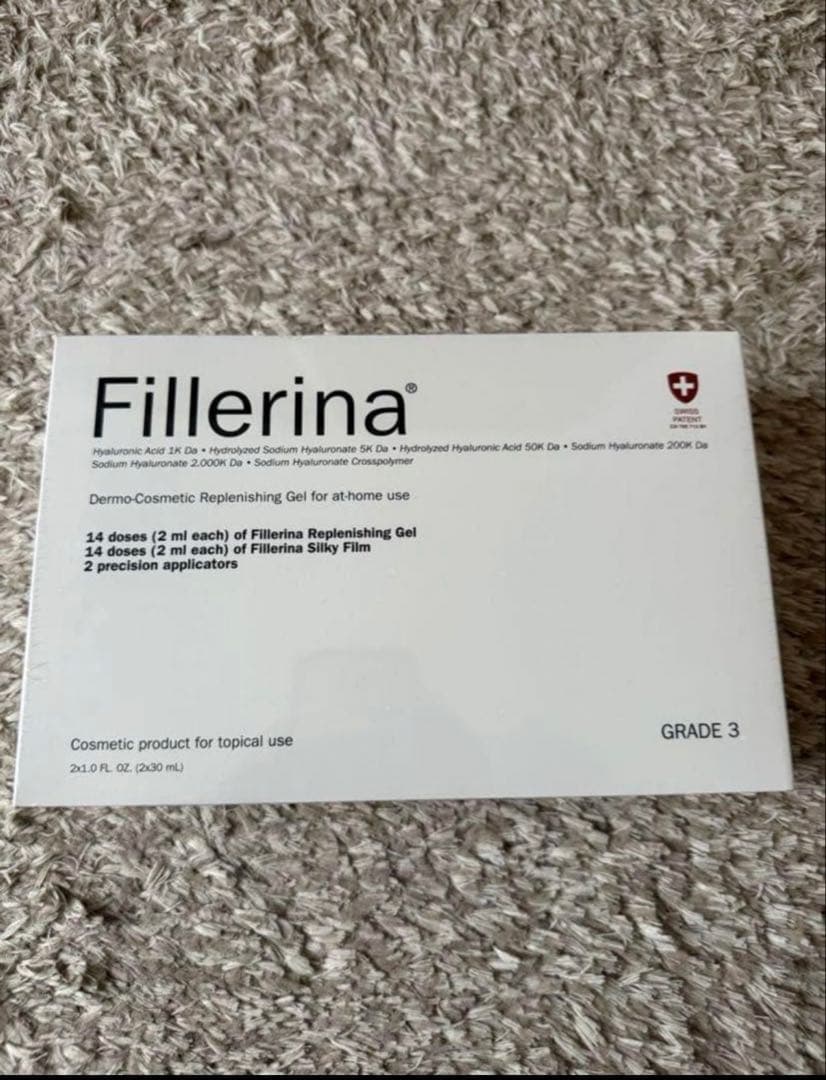 Fillerina®
Hyaluronic Acid 1K Da • Hydrolyzed Sodium Hyaluronate 5K Da • Hydrolyzed Hyaluronic Acid 50K Da • Sodium Hyaluronate 200K Da
Sodium Hyaluronate 2.000K Da • Sodium Hyaluronate Crosspolymer
SWISS
PATENT
Dermo-Cosmetic Replenishing Gel for at-home use
14 doses (2 ml each) of Fillerina Replenishing Gel
14 doses (2 ml each) of Fillerina Silky Film
2 precision applicators
GRADE 3
Cosmetic product for topical use
2x1.0 FL. OZ. (2x30 mL)